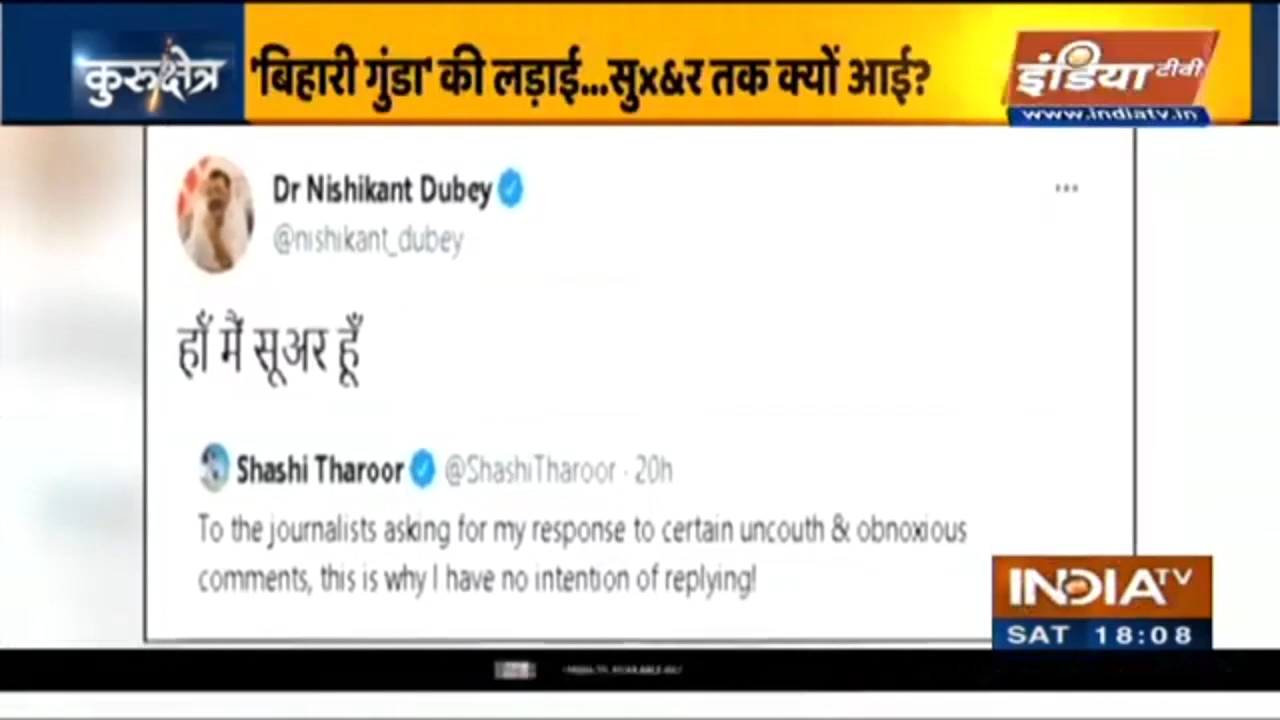 कुरुक्षेत्र
'बिहारी गुंडा' की लड़ाई...सुx&र तक क्यों आई?
इंडिया टीवी
www.indiatv.in
Dr Nishikant Dubey
@nishikant_dubey
हाँ मैं सूअर हूँ
Shashi Tharoor @ShashiTharoor · 20h
To the journalists asking for my response to certain uncouth & obnoxious
comments, this is why I have no intention of replying!
INDIA TV
SAT 18:08